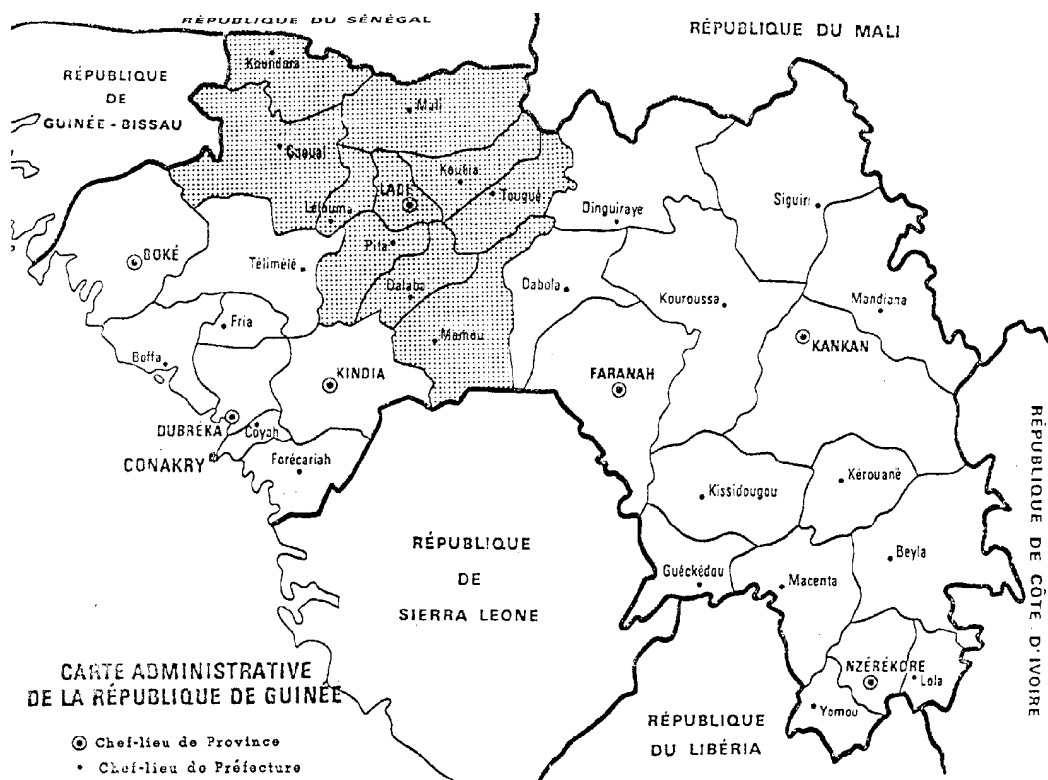 RÉPUBLIQUE DU SÉNÉGAL
RÉPUBLIQUE DU MALI
RÉPUBLIQUE
DE
GUINÉE-BISSAU
Koundara
Mali
Gaoual
Koubia
LABÉ
Tougué
Lélouma
Siguiri
Dinguiraye
Pita
BOKÉ
Télimélé
Dalaba
Dabola
Kouroussa
Mandiana
Fria
Mamou
KANKAN
Boffa
KINDIA
FARANAH
DUBRÉKA
Coyah
CONAKRY
Forécariah
Kissidougou
Kérouané
RÉPUBLIQUE DE CÔTE D'IVOIRE
RÉPUBLIQUE
DE
SIERRA LEONE
Guéckédou
Macenta
Beyla
NZÉRÉKORE
Lola
Yomou
RÉPUBLIQUE
DU LIBÉRIA
CARTE ADMINISTRATIVE
DE LA RÉPUBLIQUE DE GUINÉE
Chef-lieu de Province
Chef-lieu de Préfecture